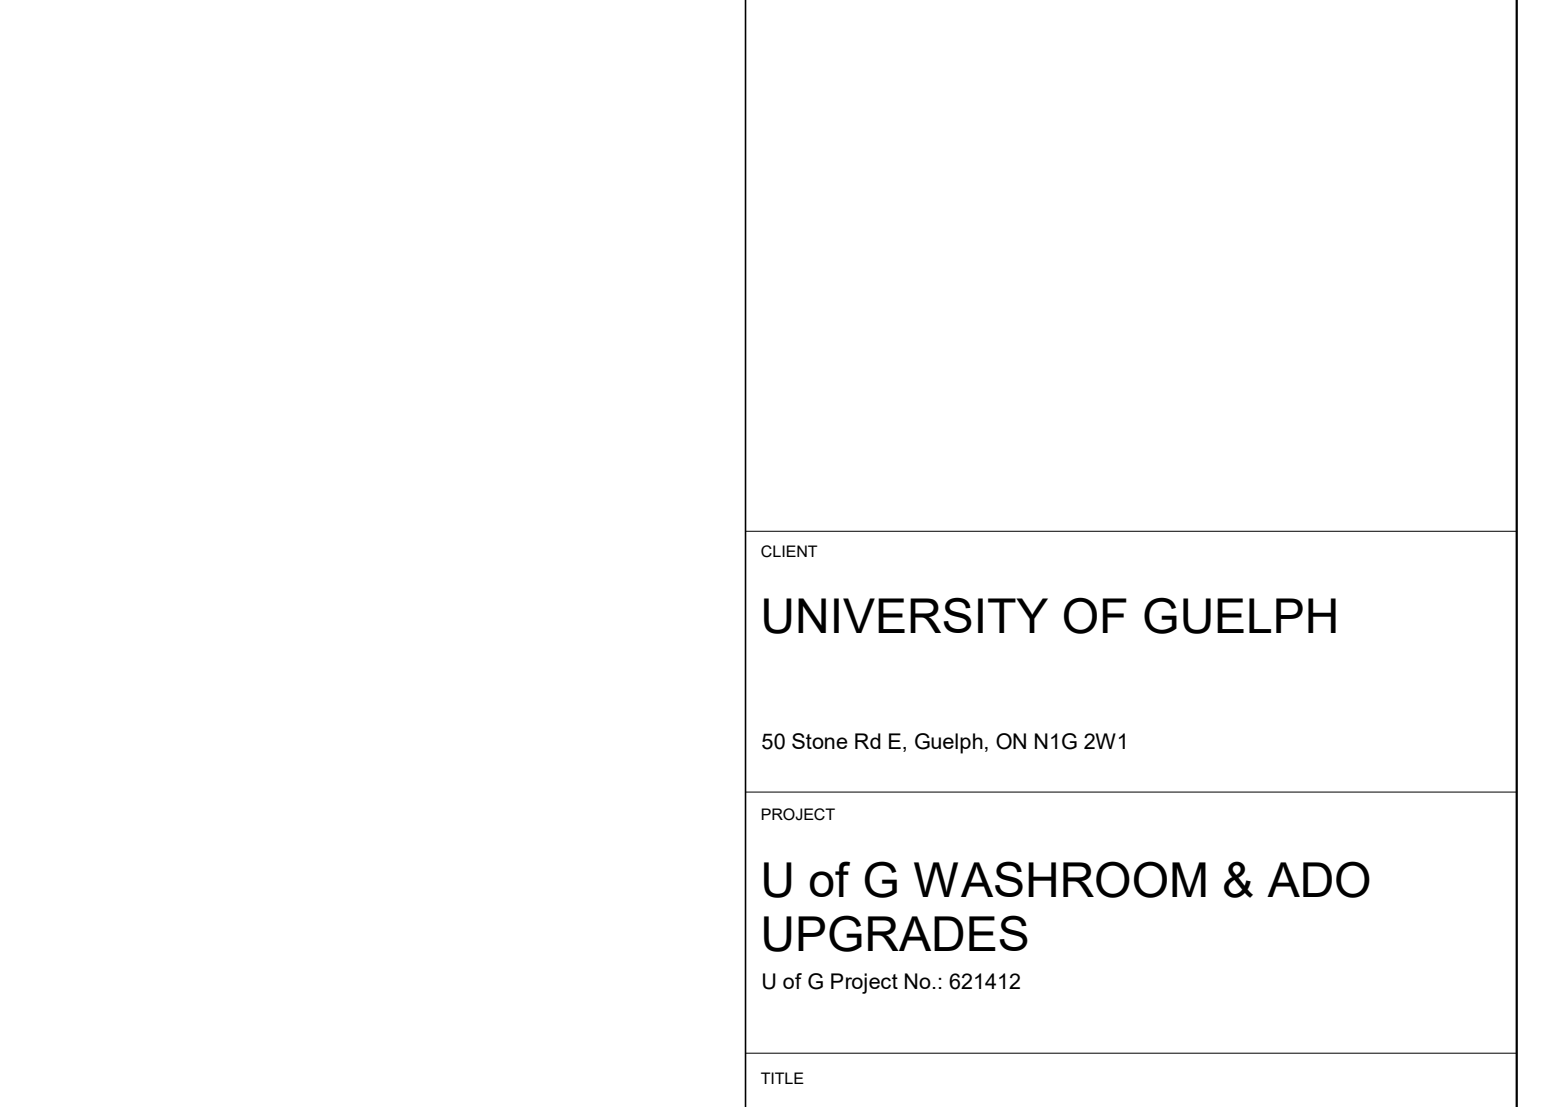 CLIENT
UNIVERSITY OF GUELPH
50 Stone Rd E, Guelph, ON N1G 2W1
PROJECT
U of G WASHROOM & ADO
UPGRADES
U of G Project No.: 621412
TITLE